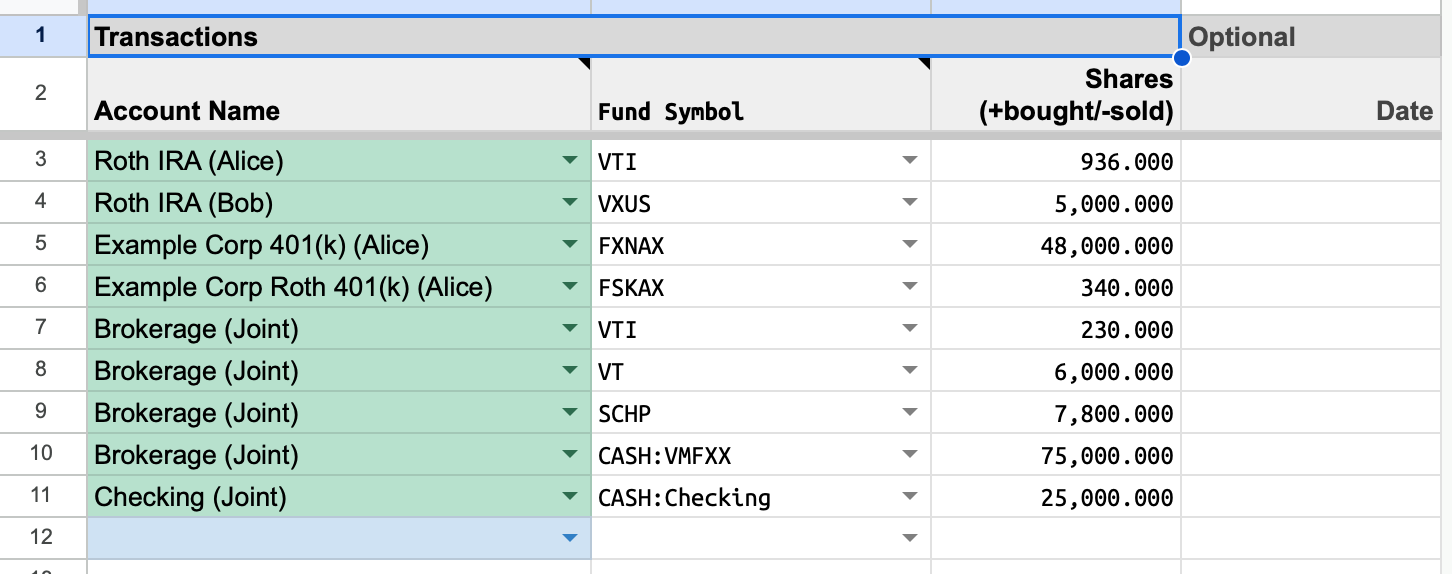 1 Transactions Optional
2 Account Name Fund Symbol Shares (+bought/-sold) Date
3 Roth IRA (Alice) VTI 936.000
4 Roth IRA (Bob) VXUS 5,000.000
5 Example Corp 401(k) (Alice) FXNAX 48,000.000
6 Example Corp Roth 401(k) (Alice) FSKAX 340.000
7 Brokerage (Joint) VTI 230.000
8 Brokerage (Joint) VT 6,000.000
9 Brokerage (Joint) SCHP 7,800.000
10 Brokerage (Joint) CASH:VMFXX 75,000.000
11 Checking (Joint) CASH:Checking 25,000.000
12